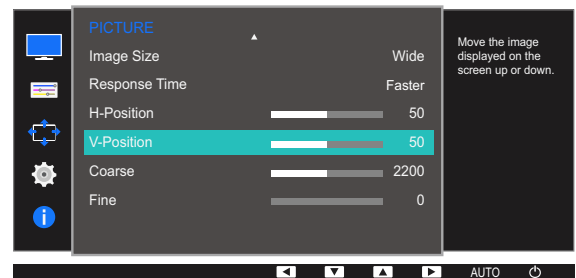 PICTURE
Image Size Wide
Response Time Faster
H-Position 50
V-Position 50
Coarse 2200
Fine 0
Move the image
displayed on the
screen up or down.
i
AUTO